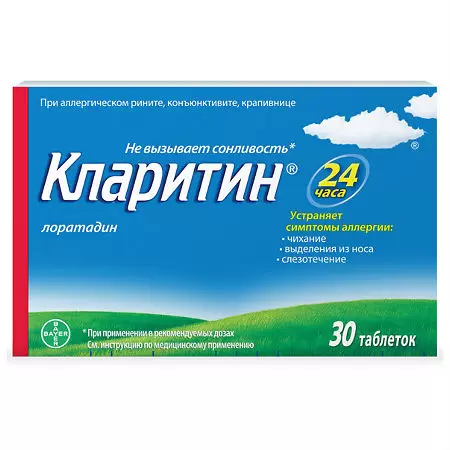 При аллергическом рините, конъюнктивите, крапивнице
Не вызывает сонливость*
Кларитин®
24
часа
®
лоратадин
Устраняет
симптомы аллергии:
• чихание
• выделения из носа
• слезотечение
BAYER
BAYER
*При применении в рекомендуемых дозах
См. инструкцию по медицинскому применению
30 таблеток